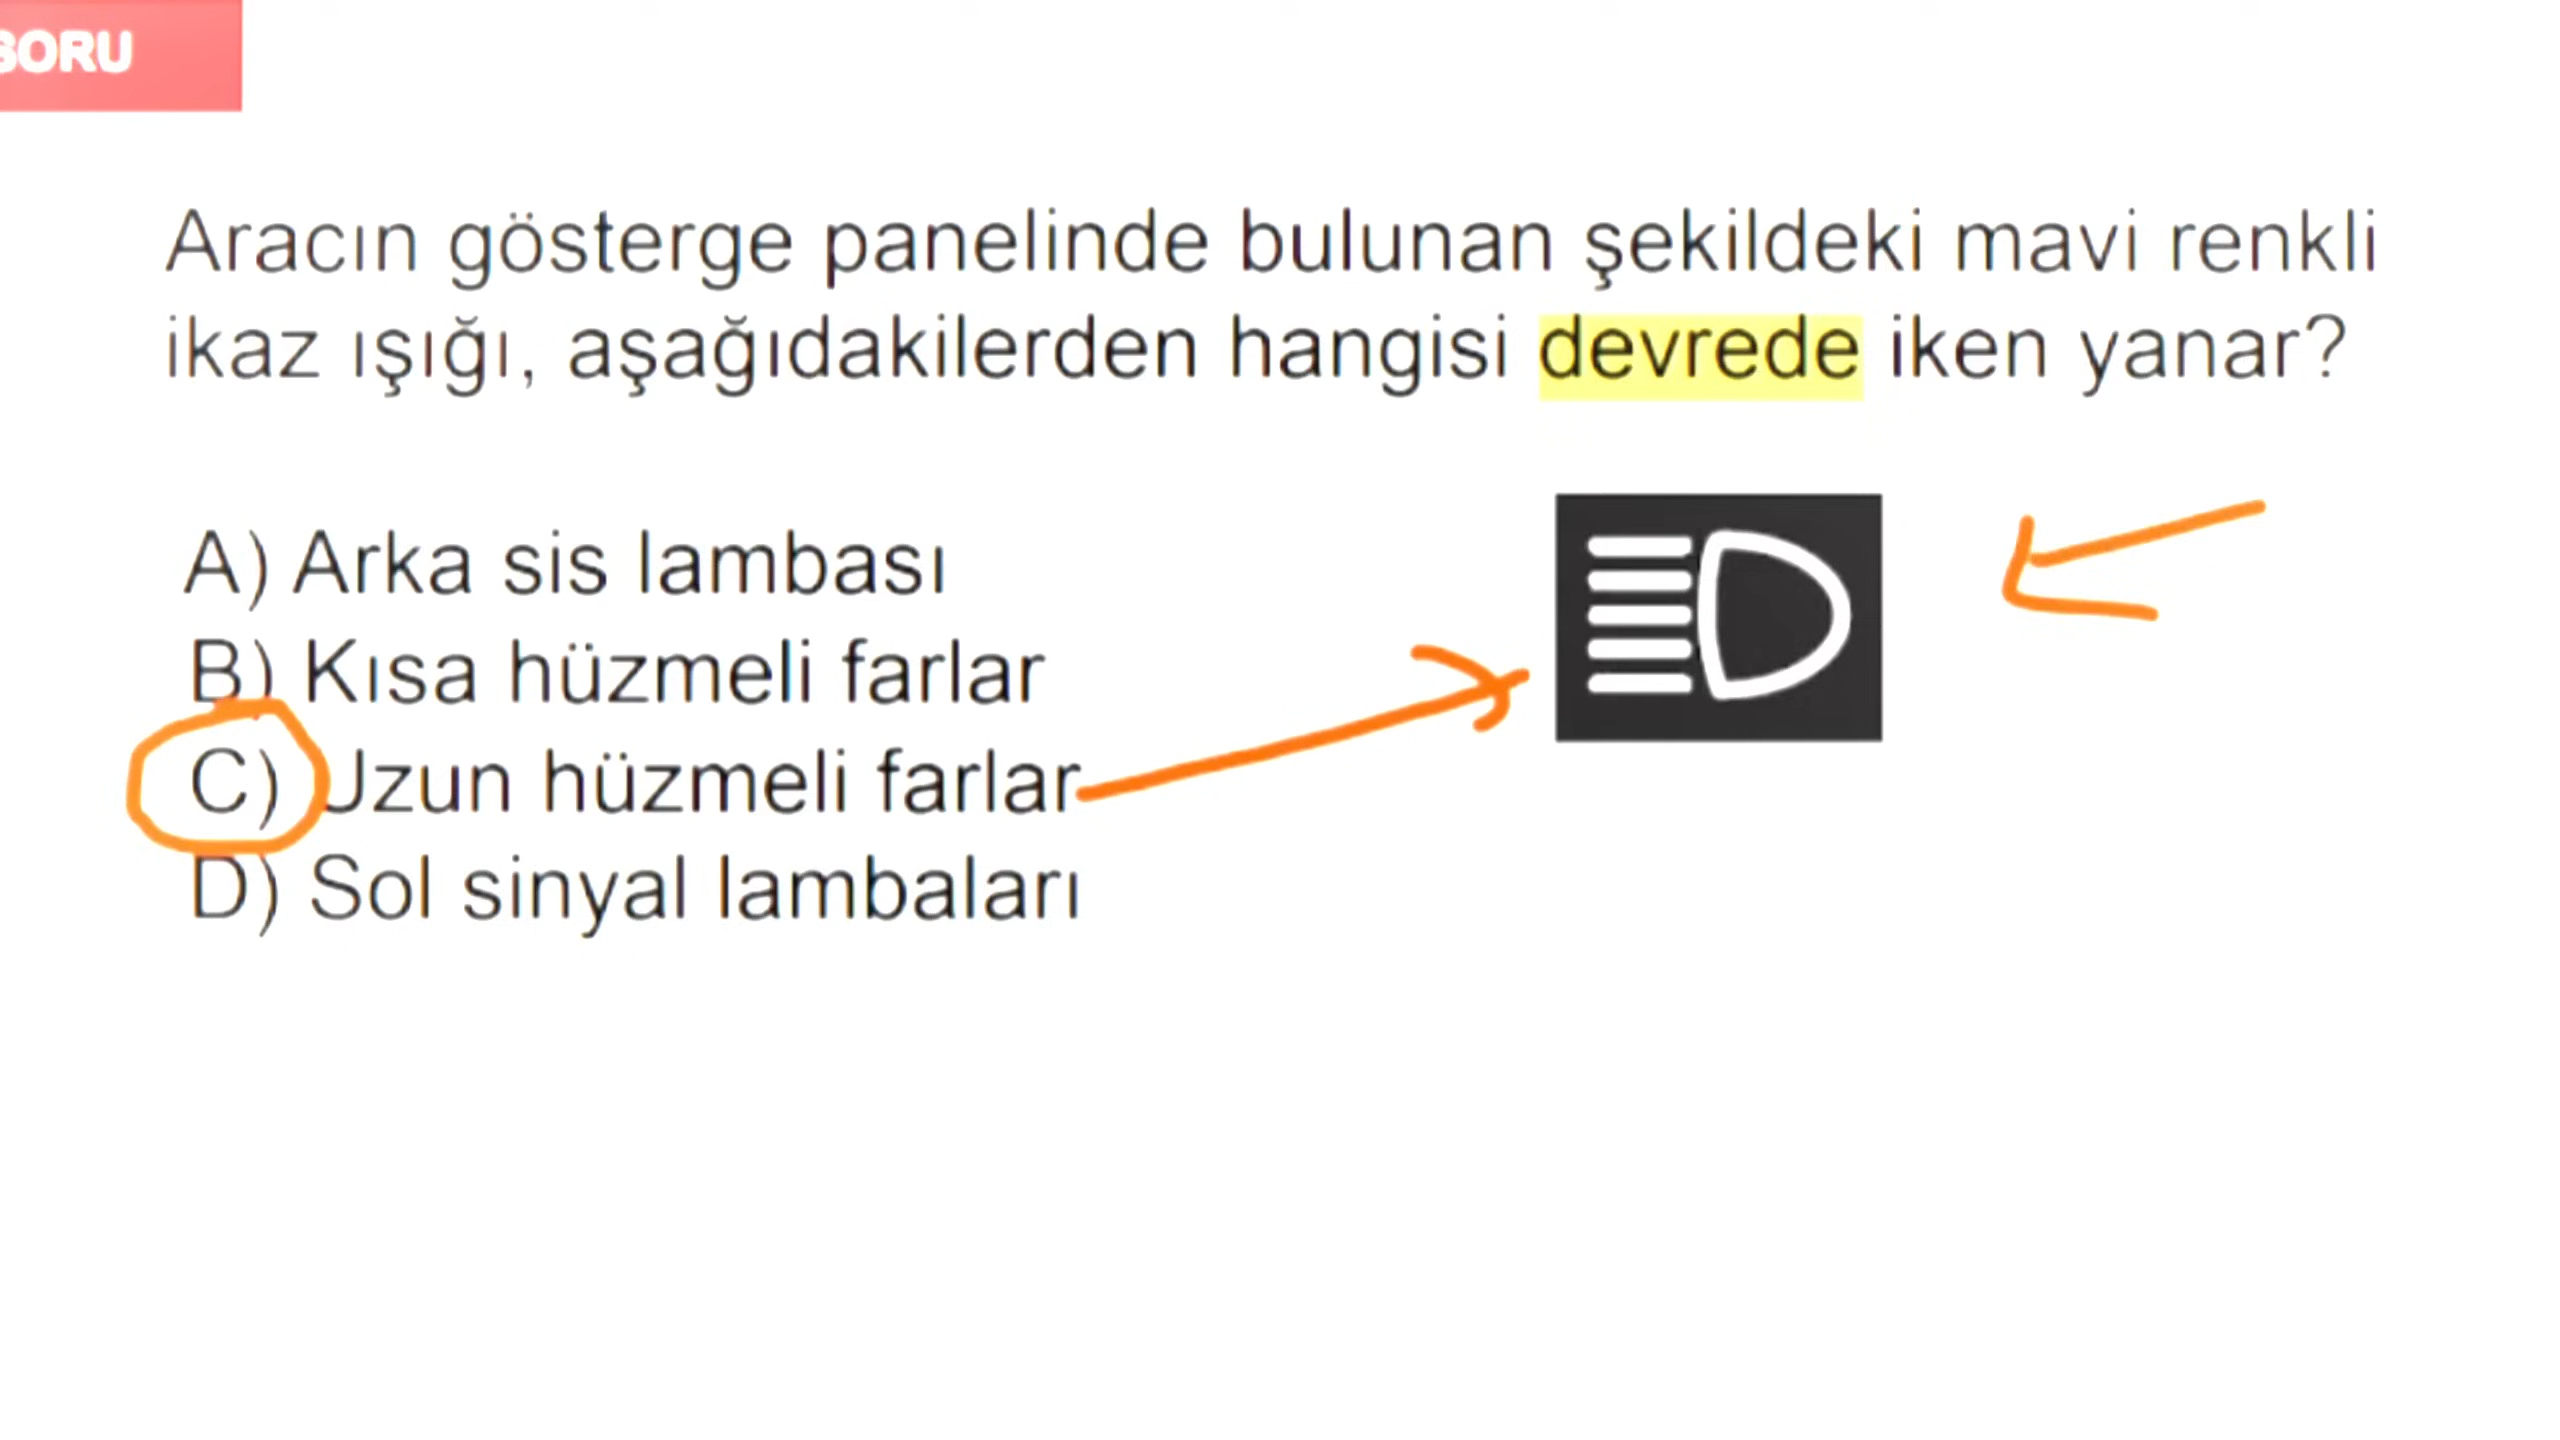 SORU
Aracın gösterge panelinde bulunan şekildeki mavi renkli
ikaz ışığı, aşağıdakilerden hangisi devrede iken yanar?
A) Arka sis lambası
B) Kısa hüzmeli farlar
C) Uzun hüzmeli farlar
D) Sol sinyal lambaları